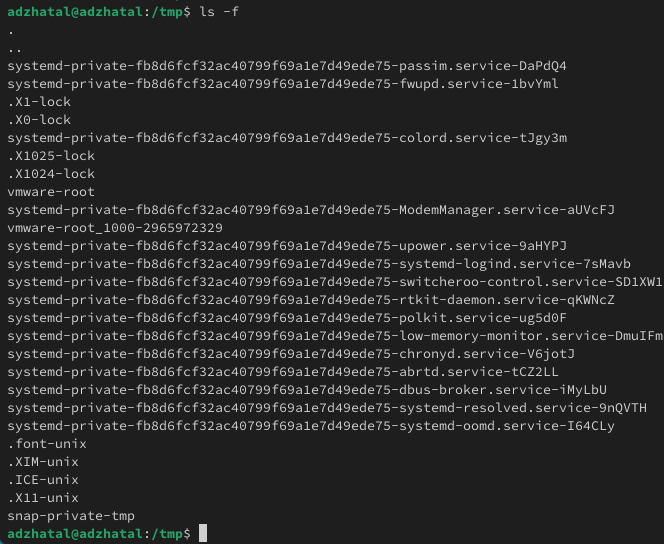 adzhatal@adzhatal:/tmp$ ls -f
.
..
systemd-private-fb8d6fcf32ac40799f69a1e7d49ede75-passim.service-DaPdQ4
systemd-private-fb8d6fcf32ac40799f69a1e7d49ede75-fwupd.service-1bvYml
.X1-lock
.X0-lock
systemd-private-fb8d6fcf32ac40799f69a1e7d49ede75-colord.service-tJgy3m
.X1025-lock
.X1024-lock
vmware-root
systemd-private-fb8d6fcf32ac40799f69a1e7d49ede75-ModemManager.service-aUVcFJ
vmware-root_1000-2965972329
systemd-private-fb8d6fcf32ac40799f69a1e7d49ede75-upower.service-9aHYPJ
systemd-private-fb8d6fcf32ac40799f69a1e7d49ede75-systemd-logind.service-7sMavb
systemd-private-fb8d6fcf32ac40799f69a1e7d49ede75-switcheroo-control.service-SD1XW1
systemd-private-fb8d6fcf32ac40799f69a1e7d49ede75-rtkit-daemon.service-qKWNcZ
systemd-private-fb8d6fcf32ac40799f69a1e7d49ede75-polkit.service-ug5d0F
systemd-private-fb8d6fcf32ac40799f69a1e7d49ede75-low-memory-monitor.service-DmuIFm
systemd-private-fb8d6fcf32ac40799f69a1e7d49ede75-chronyd.service-V6jotJ
systemd-private-fb8d6fcf32ac40799f69a1e7d49ede75-abrtd.service-tCZ2LL
systemd-private-fb8d6fcf32ac40799f69a1e7d49ede75-dbus-broker.service-iMyLbU
systemd-private-fb8d6fcf32ac40799f69a1e7d49ede75-systemd-resolved.service-9nQVTH
systemd-private-fb8d6fcf32ac40799f69a1e7d49ede75-systemd-oomd.service-I64CLy
.font-unix
.XIM-unix
.ICE-unix
.X11-unix
snap-private-tmp
adzhatal@adzhatal:/tmp$